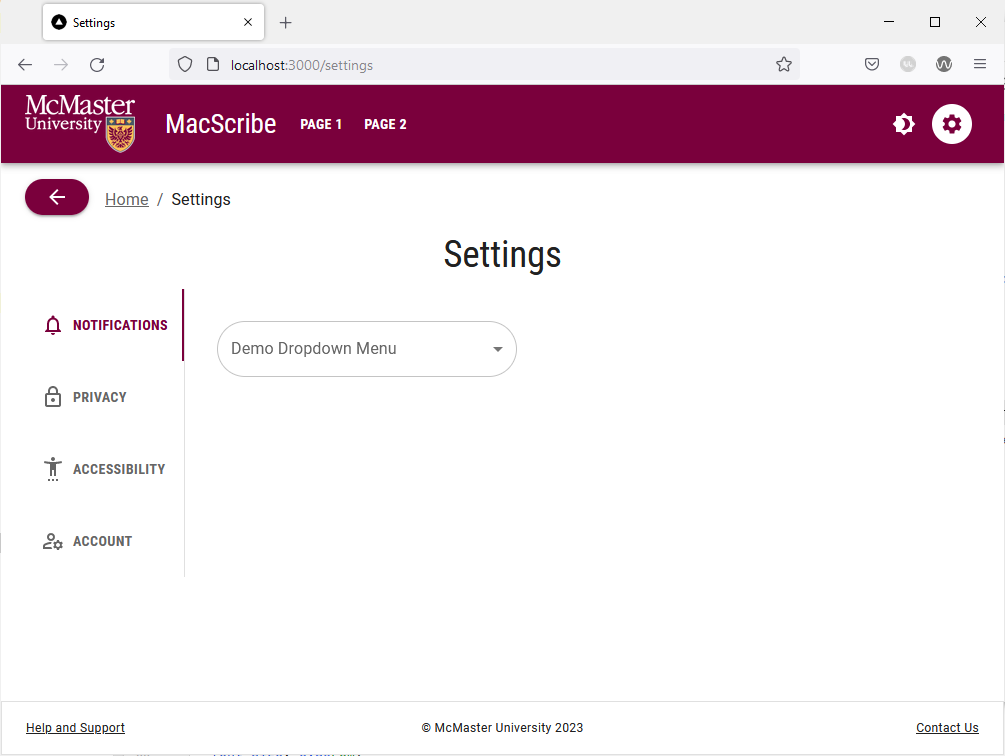 Settings
localhost:3000/settings
McMaster
University
MacScribe PAGE 1 PAGE 2
Home / Settings
Settings
NOTIFICATIONS
Demo Dropdown Menu
PRIVACY
ACCESSIBILITY
ACCOUNT
Help and Support © McMaster University 2023 Contact Us